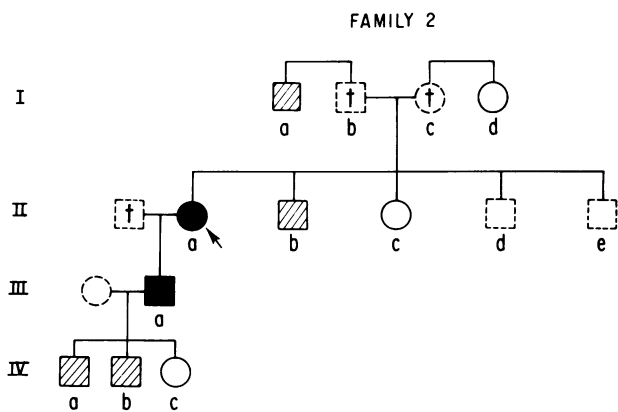 FAMILY 2
I
† †
a b c d
II
†
a b c d e
III
a
IV
a b c